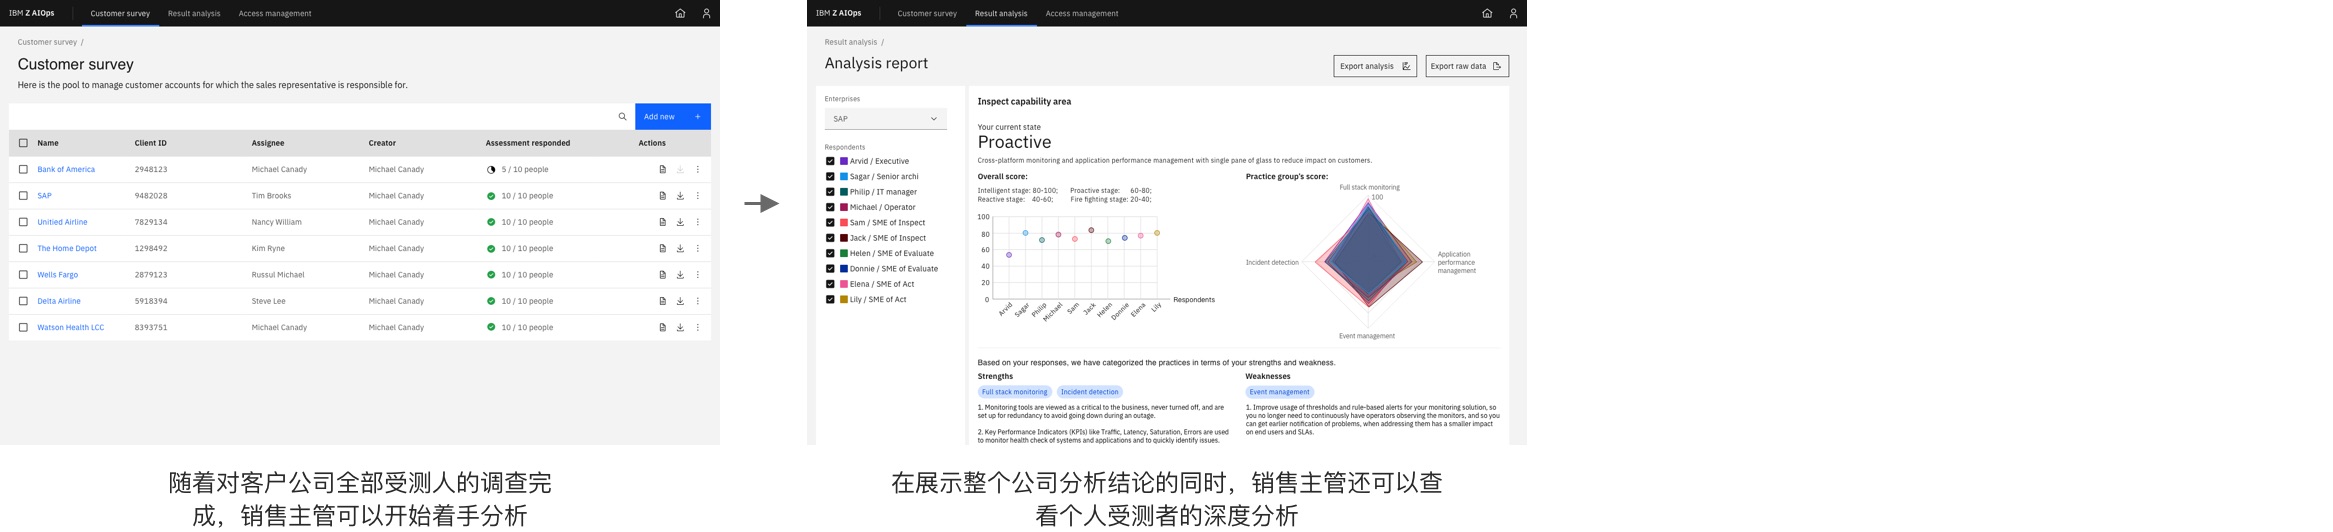 IBM Z AIOps Customer survey Result analysis Access management
Customer survey /
Customer survey
Here is the pool to manage customer accounts for which the sales representative is responsible for.
Add new +
Name Client ID Assignee Creator Assessment responded Actions
Bank of America 2948123 Michael Canady Michael Canady 5 / 10 people
SAP 9482028 Tim Brooks Michael Canady 10 / 10 people
Unitied Airline 7829134 Nancy William Michael Canady 10 / 10 people
The Home Depot 1298492 Kim Ryne Michael Canady 10 / 10 people
Wells Fargo 2879123 Russul Michael Michael Canady 10 / 10 people
Delta Airline 5918394 Steve Lee Michael Canady 10 / 10 people
Watson Health LCC 8393751 Michael Canady Michael Canady 10 / 10 people
随着对客户公司全部受测人的调查完
成，销售主管可以开始着手分析
IBM Z AIOps Customer survey Result analysis Access management
Result analysis /
Analysis report
Export analysis Export raw data
Enterprises
SAP
Respondents
Arvid / Executive
Sagar / Senior archi
Philip / IT manager
Michael / Operator
Sam / SME of Inspect
Jack / SME of Inspect
Helen / SME of Evaluate
Donnie / SME of Evaluate
Elena / SME of Act
Lily / SME of Act
Inspect capability area
Your current state
Proactive
Cross-platform monitoring and application performance management with single pane of glass to reduce impact on customers.
Overall score:
Intelligent stage: 80-100; Proactive stage: 60-80;
Reactive stage: 40-60; Fire fighting stage: 20-40;
100
80
60
40
20
0
Arvid Sagar Philip Michael Sam Jack Helen Donnie Elena Lily
Respondents
Practice group's score:
Full stack monitoring
100
Incident detection
Application
performance
management
Event management
Based on your responses, we have categorized the practices in terms of your strengths and weakness.
Strengths
Full stack monitoring Incident detection
1. Monitoring tools are viewed as a critical to the business, never turned off, and are
set up for redundancy to avoid going down during an outage.
2. Key Performance Indicators (KPIs) like Traffic, Latency, Saturation, Errors are used
to monitor health check of systems and applications and to quickly identify issues.
Weaknesses
Event management
1. Improve usage of thresholds and rule-based alerts for your monitoring solution, so
you no longer need to continuously have operators observing the monitors, and so you
can get earlier notification of problems, when addressing them has a smaller impact
on end users and SLAs.
在展示整个公司分析结论的同时，销售主管还可以查
看个人受测者的深度分析